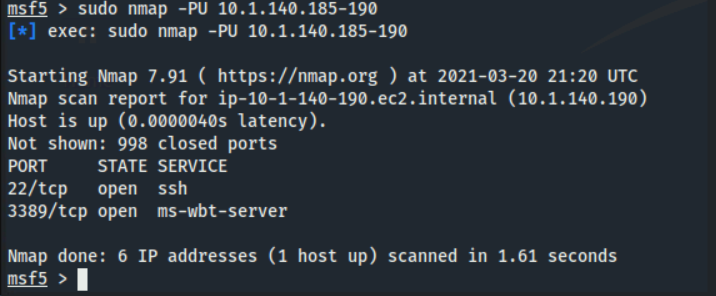 msf5 > sudo nmap -PU 10.1.140.185-190
[*] exec: sudo nmap -PU 10.1.140.185-190
Starting Nmap 7.91 ( https://nmap.org ) at 2021-03-20 21:20 UTC
Nmap scan report for ip-10-1-140-190.ec2.internal (10.1.140.190)
Host is up (0.0000040s latency).
Not shown: 998 closed ports
PORT     STATE SERVICE
22/tcp   open  ssh
3389/tcp open  ms-wbt-server
Nmap done: 6 IP addresses (1 host up) scanned in 1.61 seconds
msf5 >